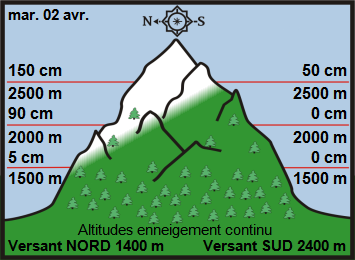 mar. 02 avr.
N S
150 cm 50 cm
2500 m 2500 m
90 cm 0 cm
2000 m 2000 m
5 cm 0 cm
1500 m 1500 m
Altitudes enneigement continu
Versant NORD 1400 m Versant SUD 2400 m